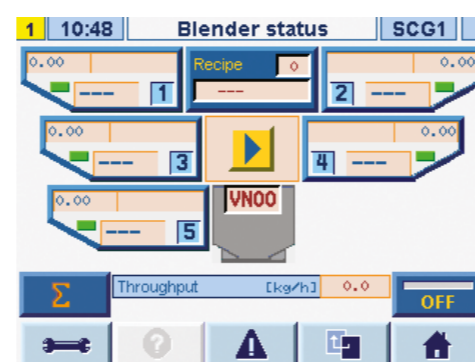 1 10:48 Blender status SCG1
0.00 Recipe 0 0.00
--- 1 --- 2 ---
0.00 0.00
--- 3 4 ---
0.00 VN00
--- 5
Σ Throughput [kg/h] 0.0 OFF
?